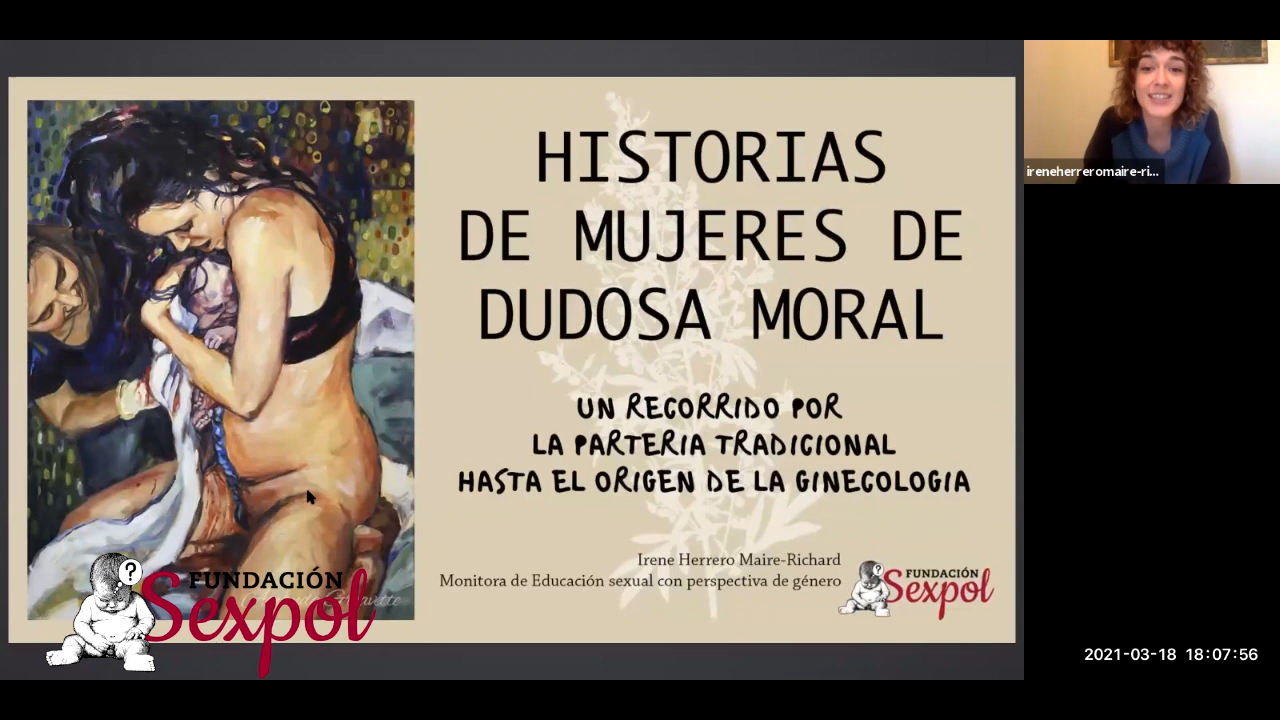 HISTORIAS
DE MUJERES DE
DUDOSA MORAL
UN RECORRIDO POR
LA PARTERIA TRADICIONAL
HASTA EL ORIGEN DE LA GINECOLOGIA
Irene Herrero Maire-Richard
Monitora de Educación sexual con perspectiva de género
?
FUNDACIÓN
Sexpol
?
FUNDACIÓN
Sexpol
ireneherreromaire-ri...
2021-03-18 18:07:56